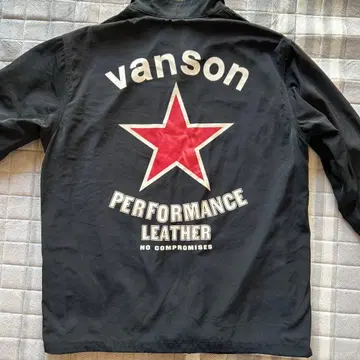 vanson
PERFORMANCE
LEATHER
NO COMPROMISES